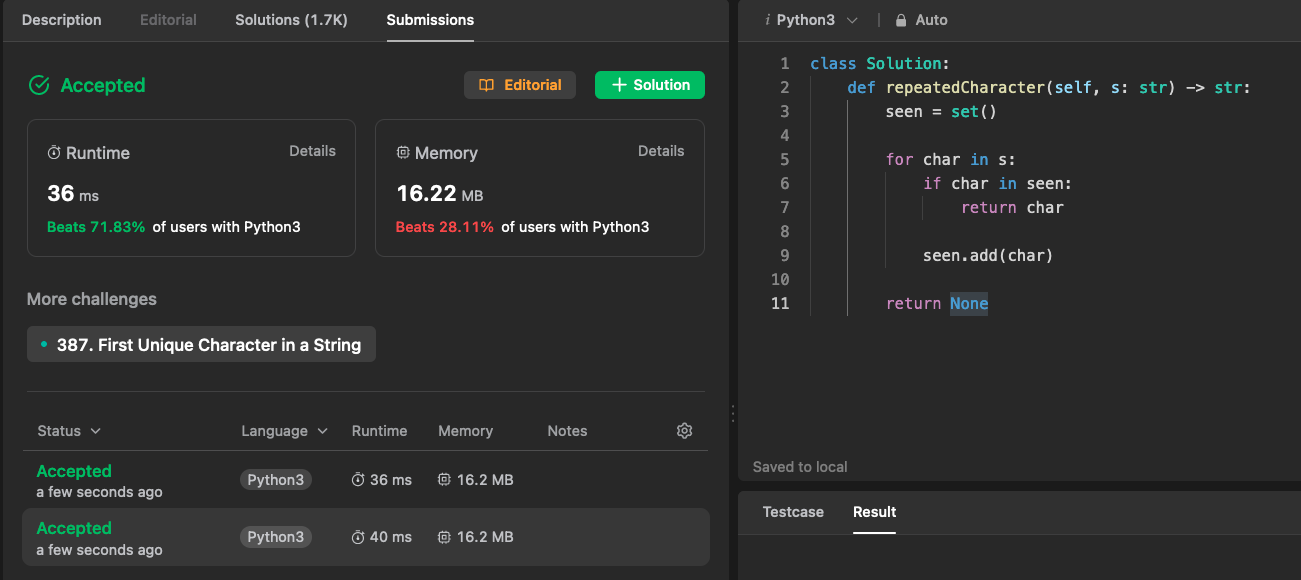 Description Editorial Solutions (1.7K) Submissions
Accepted
Editorial
+ Solution
Runtime Details
36 ms
Beats 71.83% of users with Python3
Memory Details
16.22 MB
Beats 28.11% of users with Python3
More challenges
387. First Unique Character in a String
Status Language Runtime Memory Notes
Accepted
a few seconds ago
Python3 36 ms 16.2 MB
Accepted
a few seconds ago
Python3 40 ms 16.2 MB
i Python3 | Auto
1 class Solution:
2     def repeatedCharacter(self, s: str) -> str:
3         seen = set()
4
5         for char in s:
6             if char in seen:
7                 return char
8
9             seen.add(char)
10
11         return None
Saved to local
Testcase Result